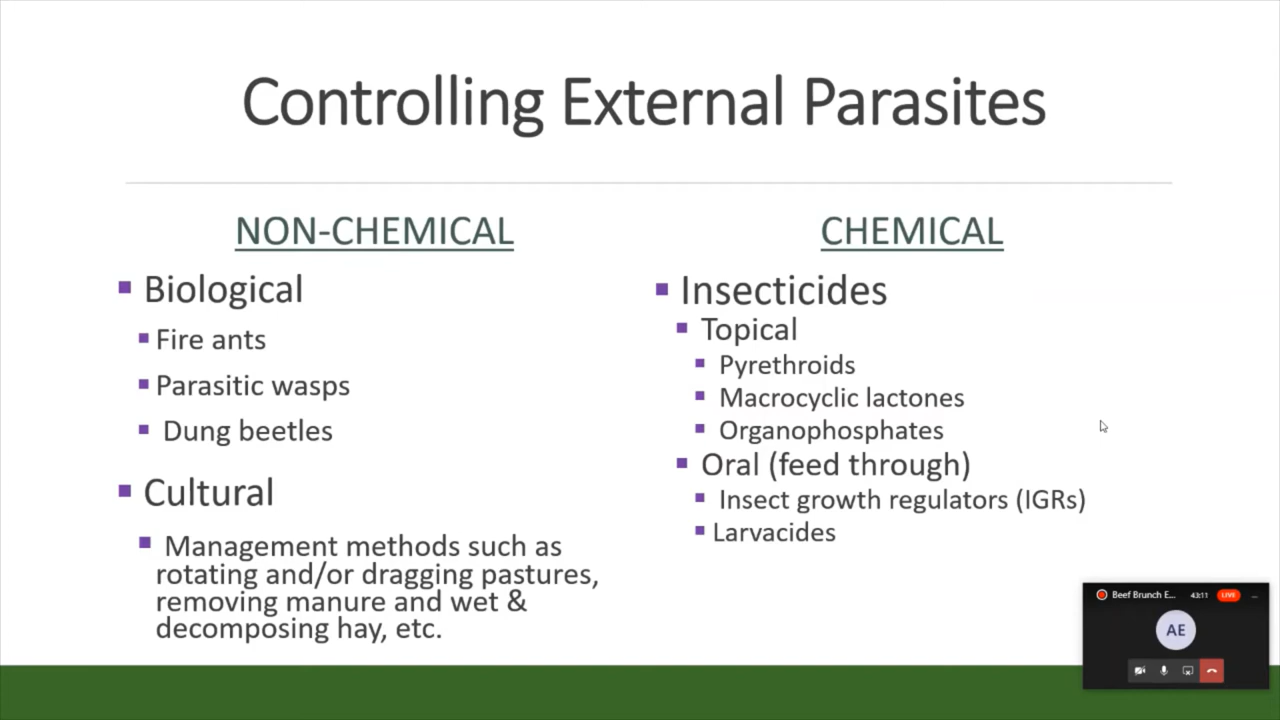 Controlling External Parasites
NON-CHEMICAL
Biological
Fire ants
Parasitic wasps
Dung beetles
Cultural
Management methods such as
rotating and/or dragging pastures,
removing manure and wet &
decomposing hay, etc.
CHEMICAL
Insecticides
Topical
Pyrethroids
Macrocyclic lactones
Organophosphates
Oral (feed through)
Insect growth regulators (IGRs)
Larvacides
Beef Brunch E... 43:11 LIVE ...
AE